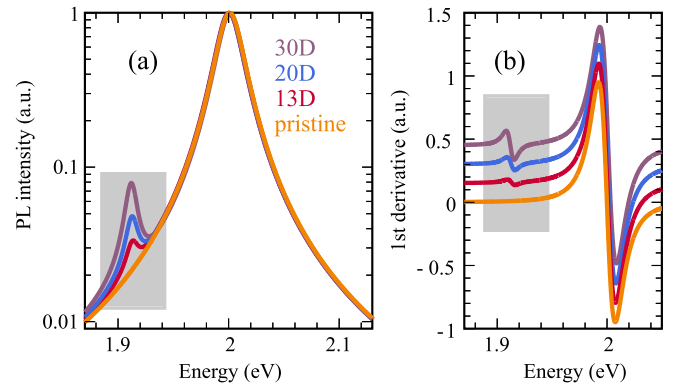 1
0.1
0.01
PL intensity (a.u.)
(a)
30D
20D
13D
pristine
1.9
2
2.1
Energy (eV)
1.5
1
0.5
0
- 0.5
-1
1st derivative (a.u.)
(b)
1.9
2
Energy (eV)